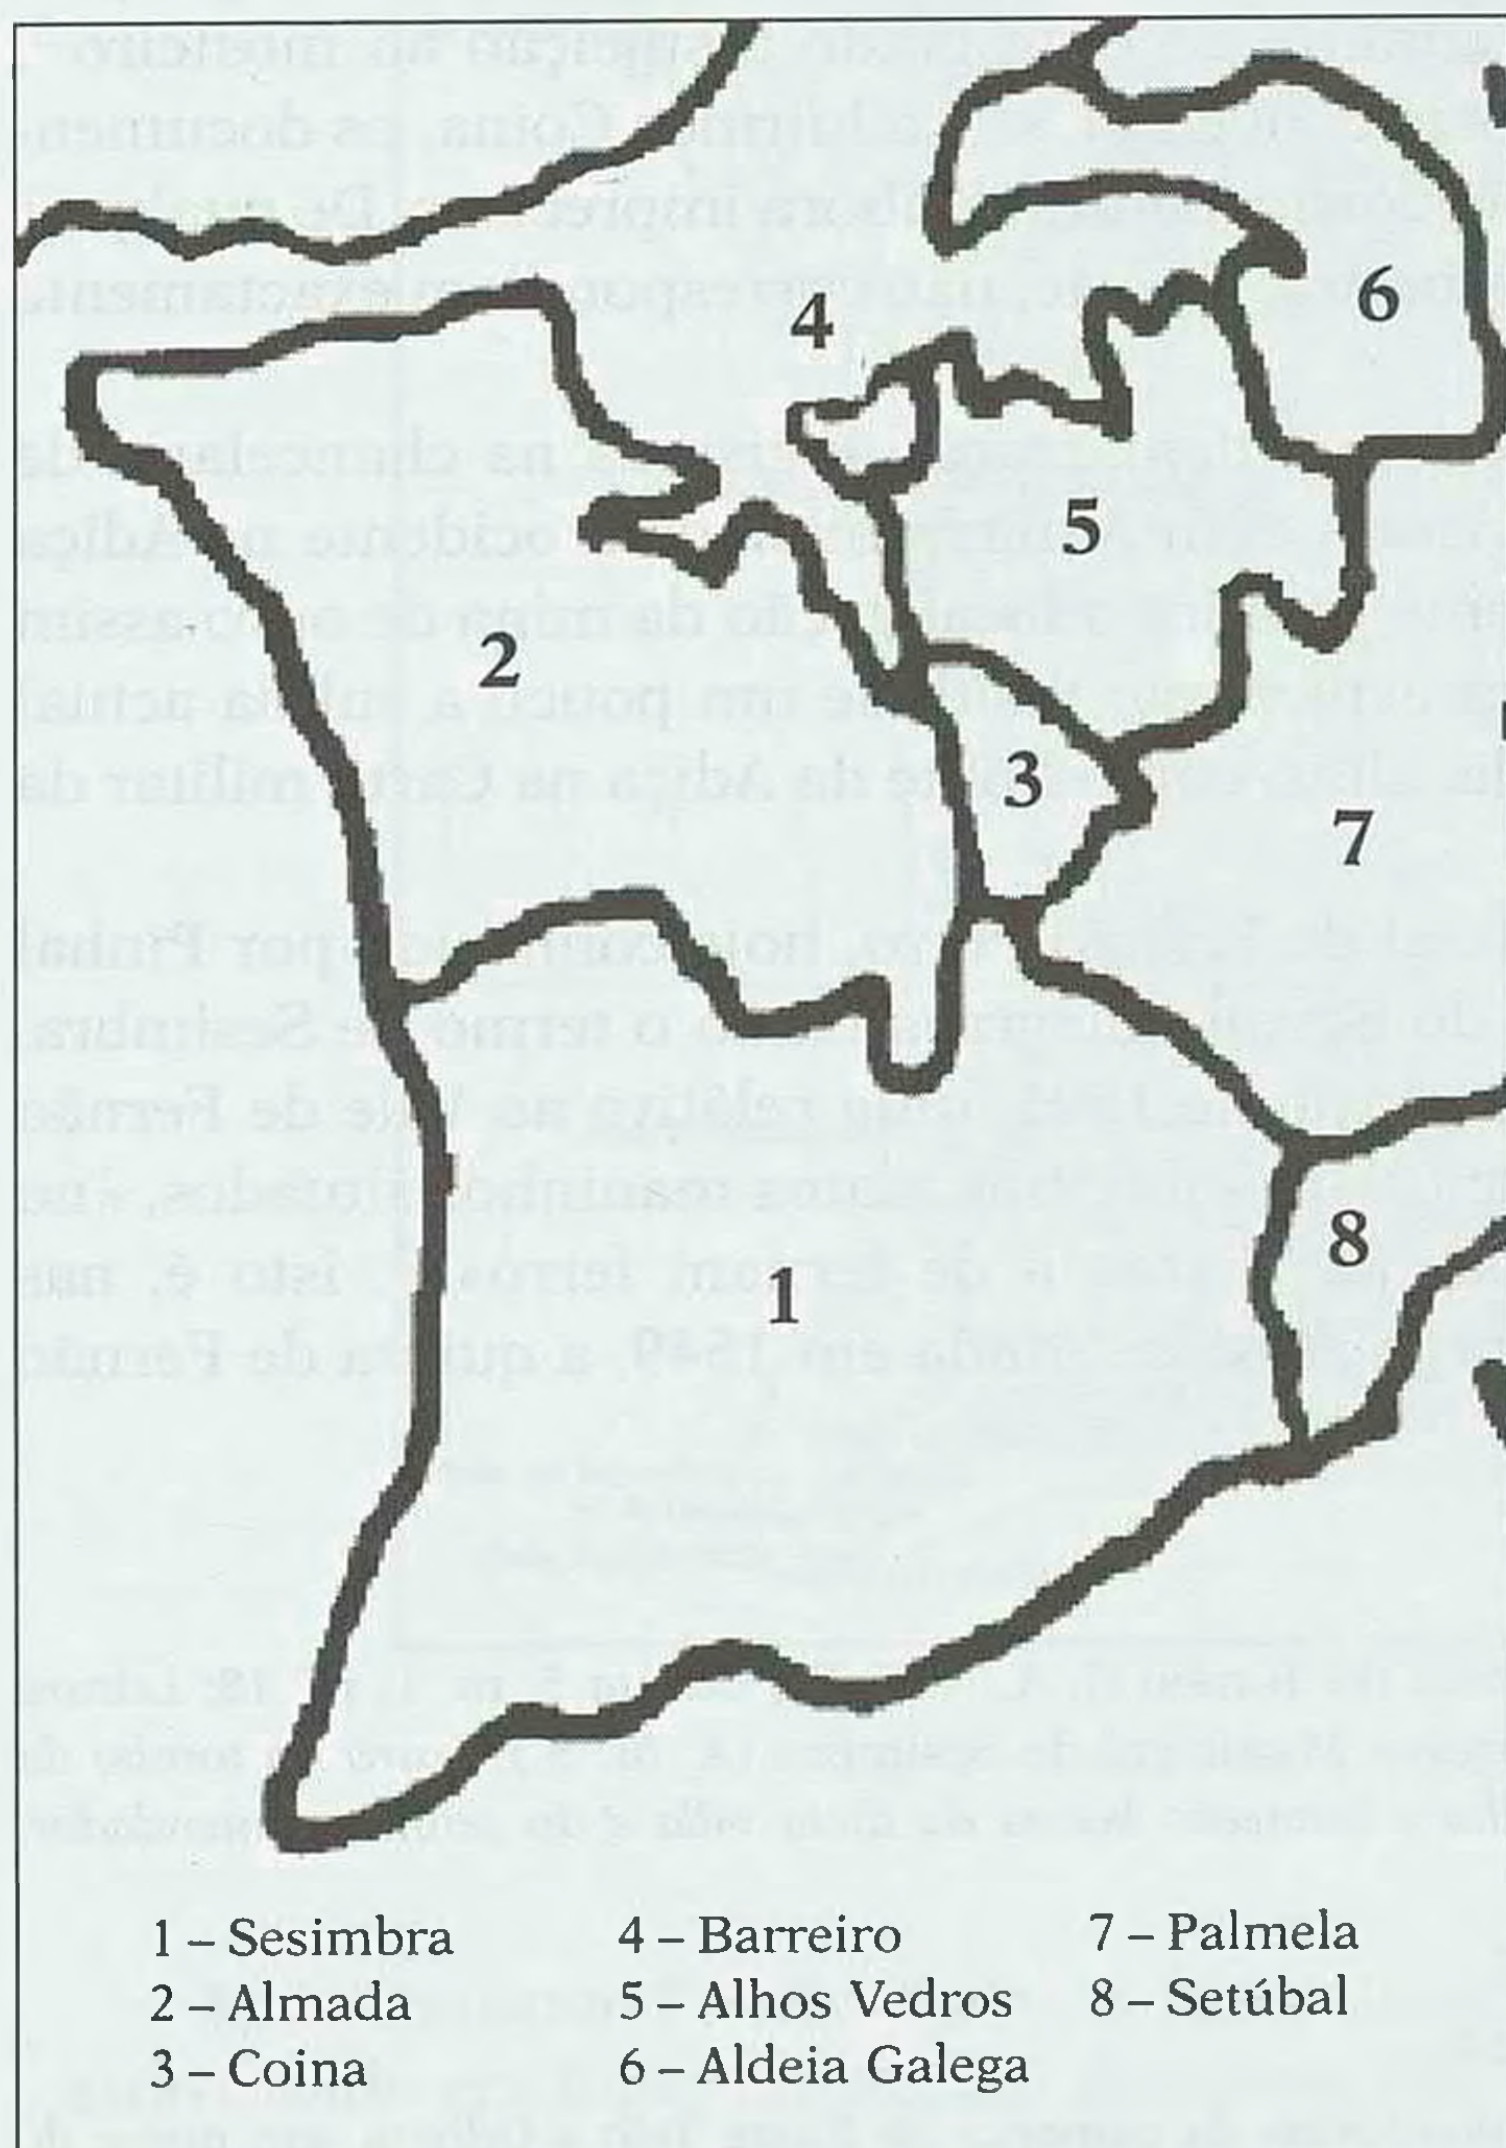 4
6
5
2
3
7
8
1
1 – Sesimbra
2 – Almada
3 – Coina
4 – Barreiro
5 – Alhos Vedros
6 – Aldeia Galega
7 – Palmela
8 – Setúbal